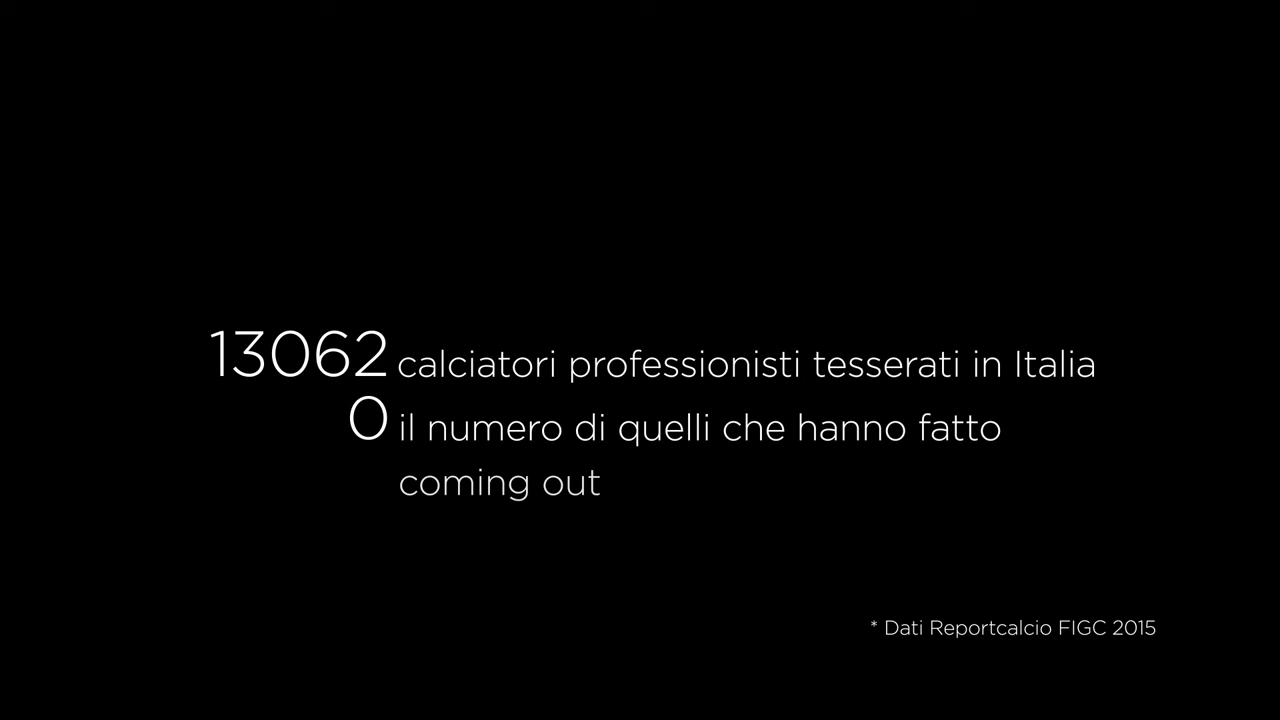 13062 calciatori professionisti tesserati in Italia
0 il numero di quelli che hanno fatto
coming out
* Dati Reportcalcio FIGC 2015